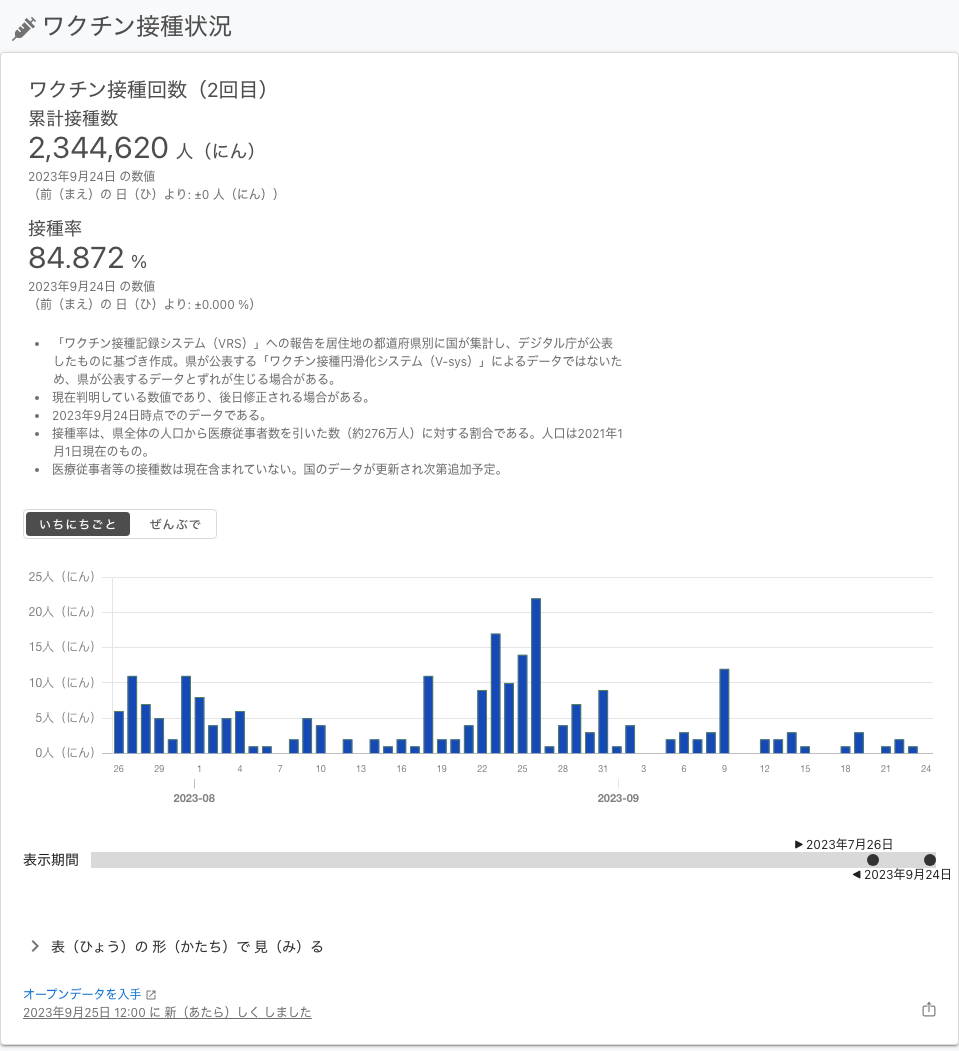 ワクチン接種状況
ワクチン接種回数（2回目）
累計接種数
2,344,620 人（にん）
2023年9月24日 の数値
（前（まえ）の 日（ひ）より: ±0 人（にん））
接種率
84.872 %
2023年9月24日 の数値
（前（まえ）の 日（ひ）より: ±0.000 %）
• 「ワクチン接種記録システム（VRS）」への報告を居住地の都道府県別に国が集計し、デジタル庁が公表
したものに基づき作成。県が公表する「ワクチン接種円滑化システム（V-sys）」によるデータではないた
め、県が公表するデータとずれが生じる場合がある。
• 現在判明している数値であり、後日修正される場合がある。
• 2023年9月24日時点でのデータである。
• 接種率は、県全体の人口から医療従事者数を引いた数（約276万人）に対する割合である。人口は2021年1
月1日現在のもの。
• 医療従事者等の接種数は現在含まれていない。国のデータが更新され次第追加予定。
いちにちごと ぜんぶで
25人（にん）
20人（にん）
15人（にん）
10人（にん）
5人（にん）
0人（にん）
26 29 1 4 7 10 13 16 19 22 25 28 31 3 6 9 12 15 18 21 24
2023-08 2023-09
▶ 2023年7月26日
表示期間
◀ 2023年9月24日
表（ひょう）の 形（かたち）で 見（み）る
オープンデータを入手
2023年9月25日 12:00 に 新（あたら）しく しました